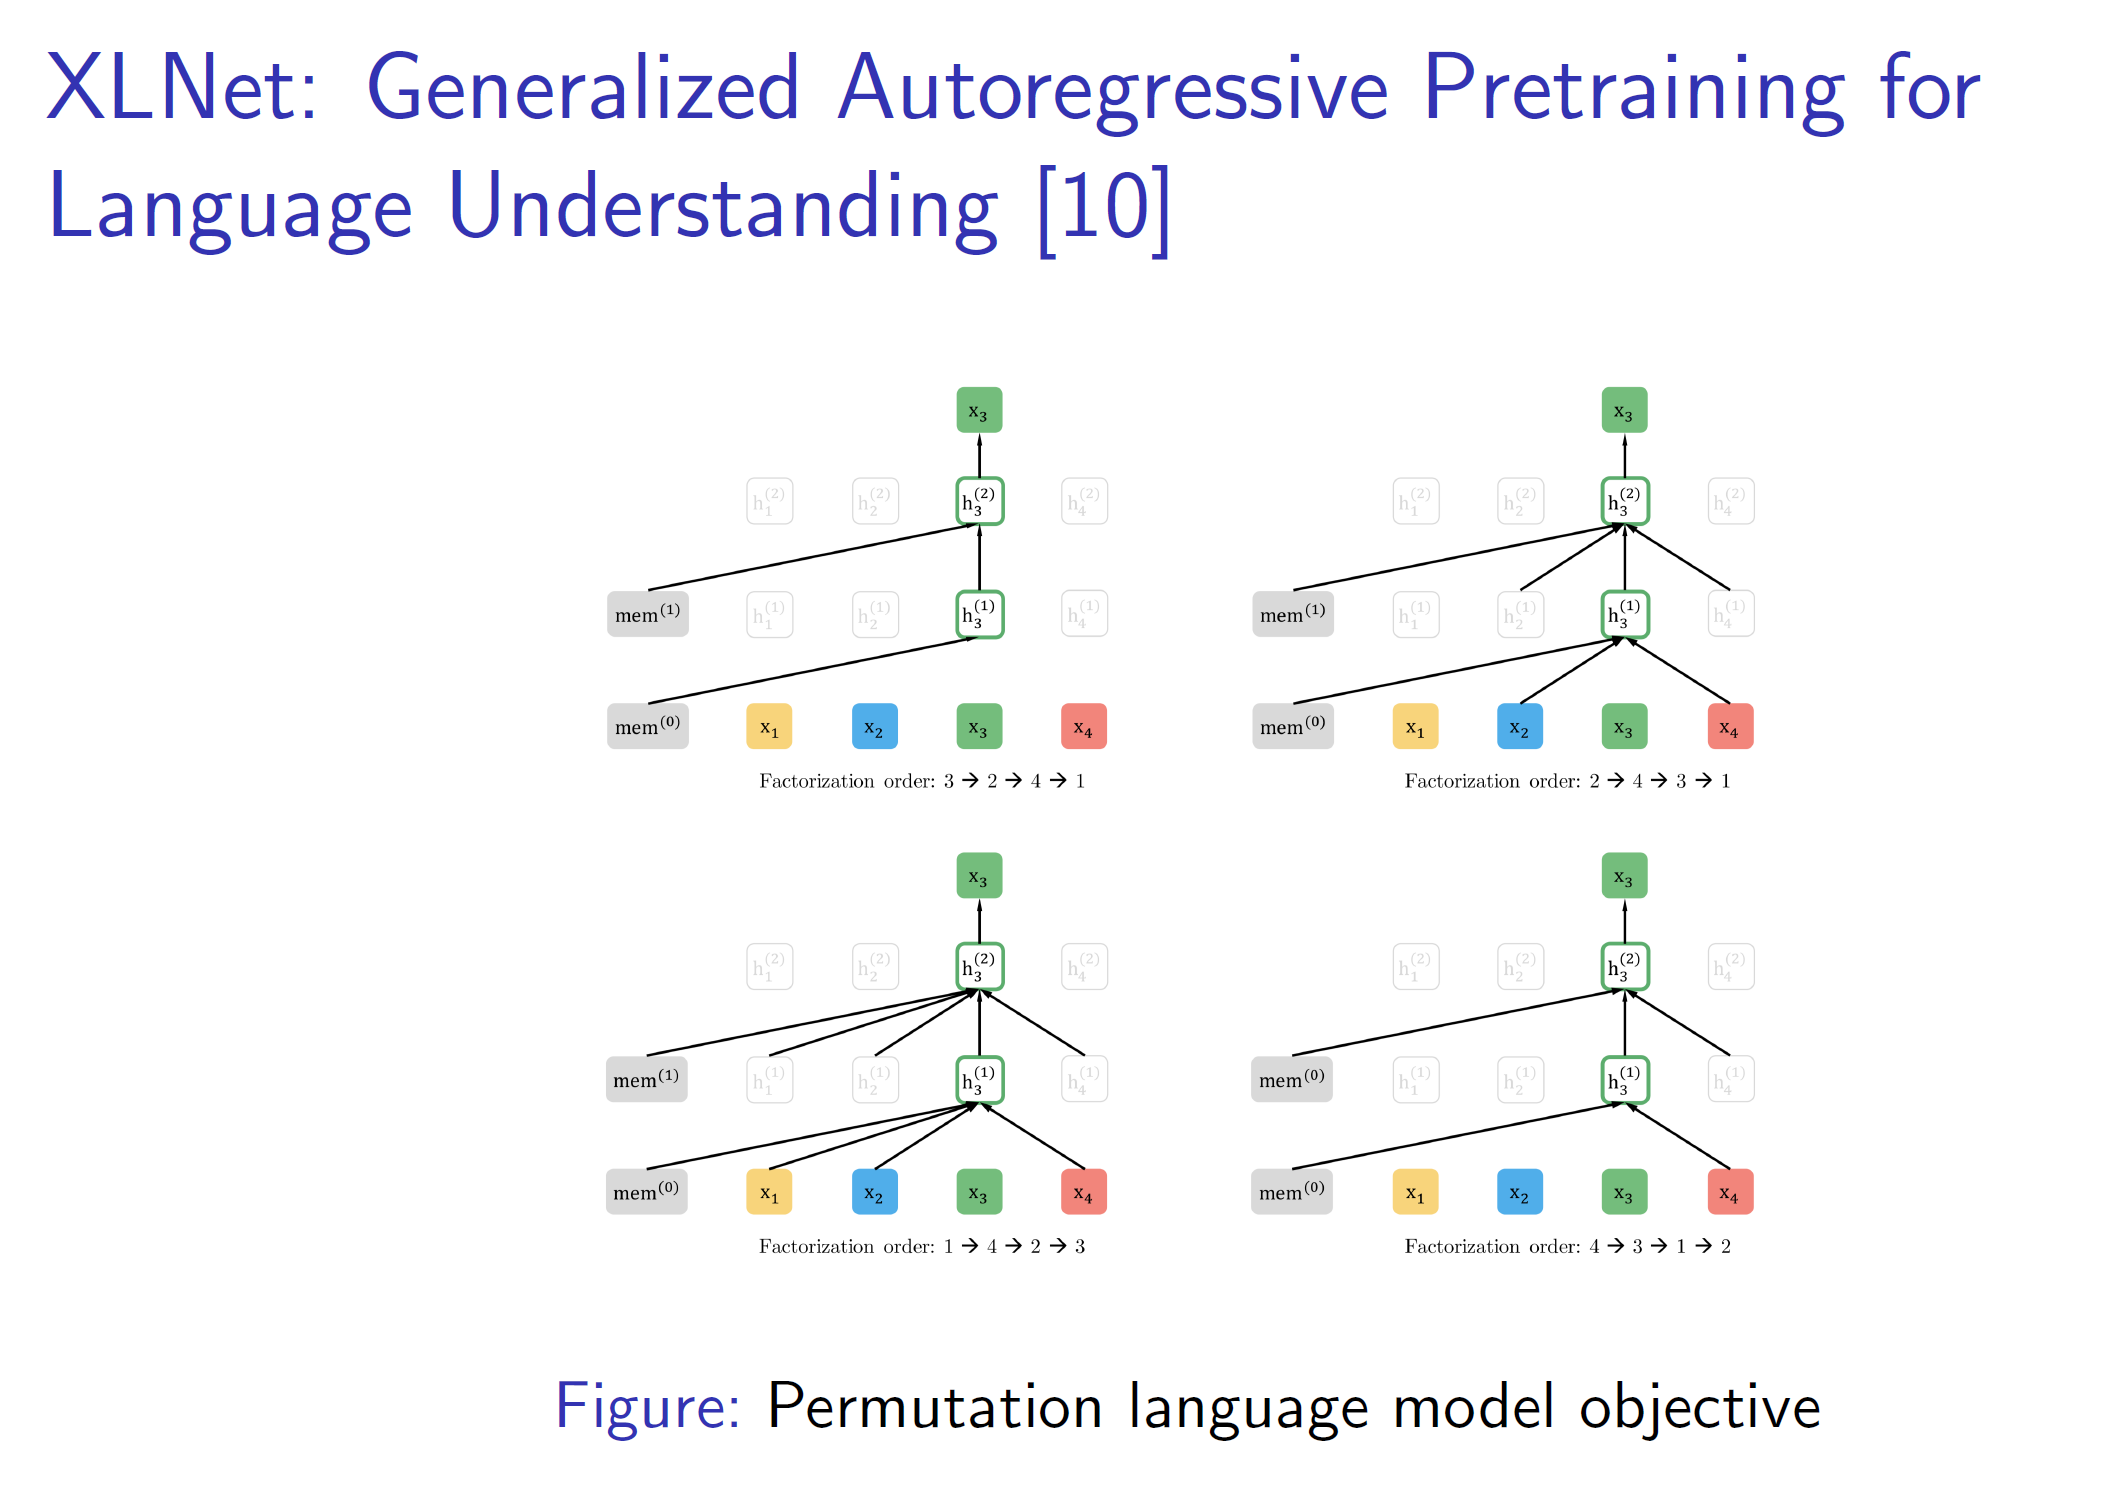 XLNet: Generalized Autoregressive Pretraining for
Language Understanding [10]
x₃
h₁⁽²⁾ h₂⁽²⁾ h₃⁽²⁾ h₄⁽²⁾
mem⁽¹⁾ h₁⁽¹⁾ h₂⁽¹⁾ h₃⁽¹⁾ h₄⁽¹⁾
mem⁽⁰⁾ x₁ x₂ x₃ x₄
Factorization order: 3 → 2 → 4 → 1
x₃
h₁⁽²⁾ h₂⁽²⁾ h₃⁽²⁾ h₄⁽²⁾
mem⁽¹⁾ h₁⁽¹⁾ h₂⁽¹⁾ h₃⁽¹⁾ h₄⁽¹⁾
mem⁽⁰⁾ x₁ x₂ x₃ x₄
Factorization order: 2 → 4 → 3 → 1
x₃
h₁⁽²⁾ h₂⁽²⁾ h₃⁽²⁾ h₄⁽²⁾
mem⁽¹⁾ h₁⁽¹⁾ h₂⁽¹⁾ h₃⁽¹⁾ h₄⁽¹⁾
mem⁽⁰⁾ x₁ x₂ x₃ x₄
Factorization order: 1 → 4 → 2 → 3
x₃
h₁⁽²⁾ h₂⁽²⁾ h₃⁽²⁾ h₄⁽²⁾
mem⁽⁰⁾ h₁⁽¹⁾ h₂⁽¹⁾ h₃⁽¹⁾ h₄⁽¹⁾
mem⁽⁰⁾ x₁ x₂ x₃ x₄
Factorization order: 4 → 3 → 1 → 2
Figure: Permutation language model objective